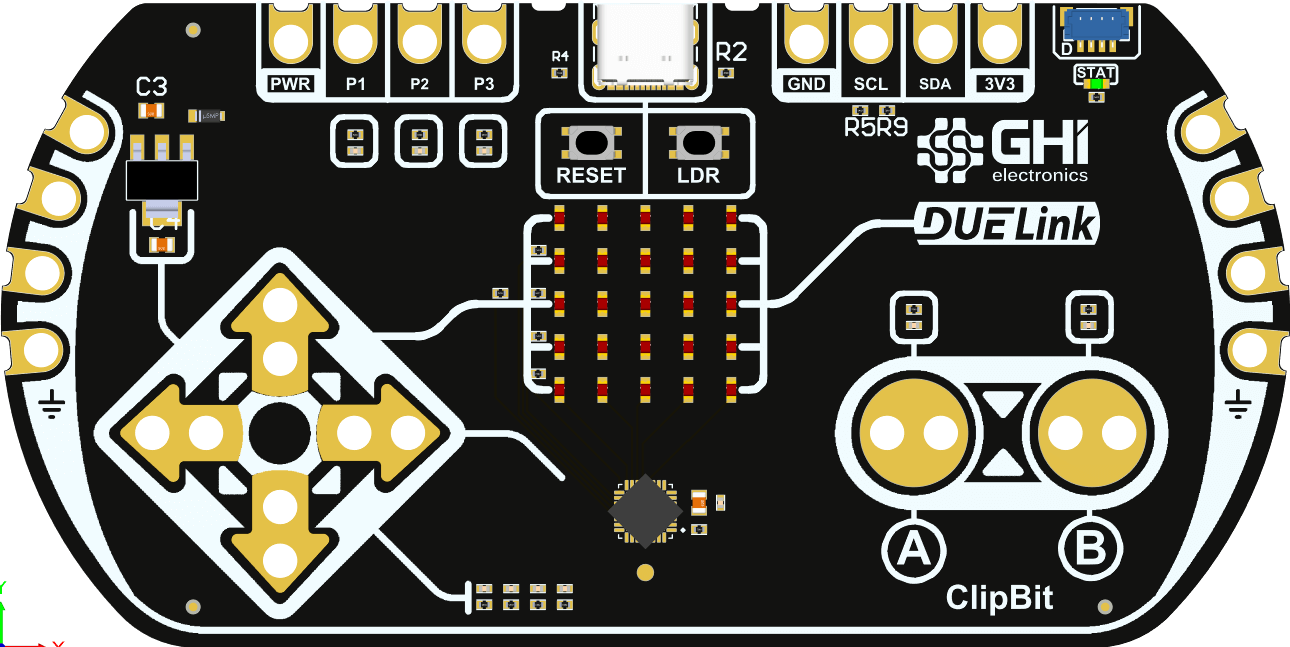 R4
R2
D
PWR P1 P2 P3
GND SCL SDA 3V3
STAT
C3
R5R9
GHI
electronics
RESET LDR
DUELink
A B
ClipBit
Y
X